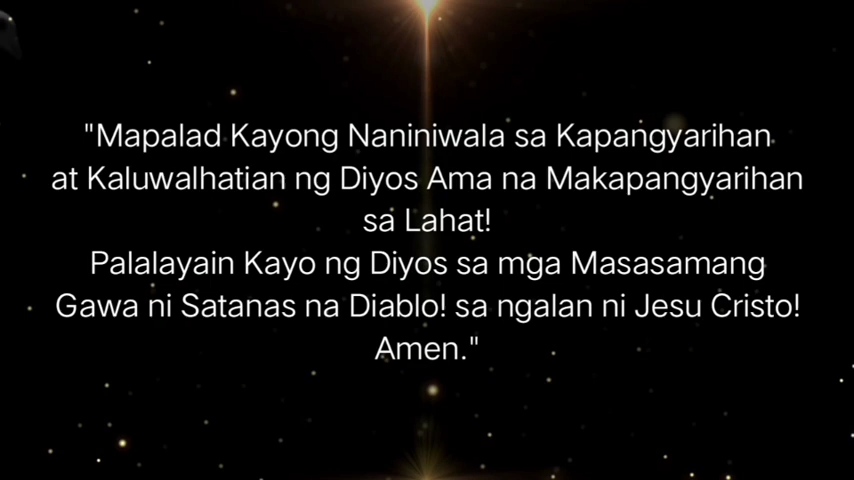 "Mapalad Kayong Naniniwala sa Kapangyarihan
at Kaluwalhatian ng Diyos Ama na Makapangyarihan
sa Lahat!
Palalayain Kayo ng Diyos sa mga Masasamang
Gawa ni Satanas na Diablo! sa ngalan ni Jesu Cristo!
Amen."